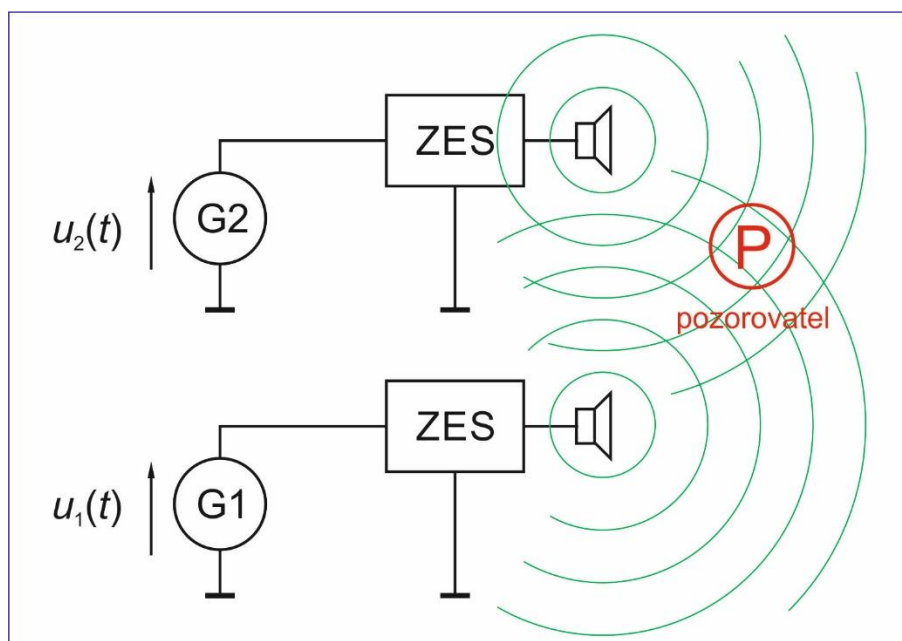 ZES
G2
u₂(t)
P
pozorovatel
ZES
G1
u₁(t)